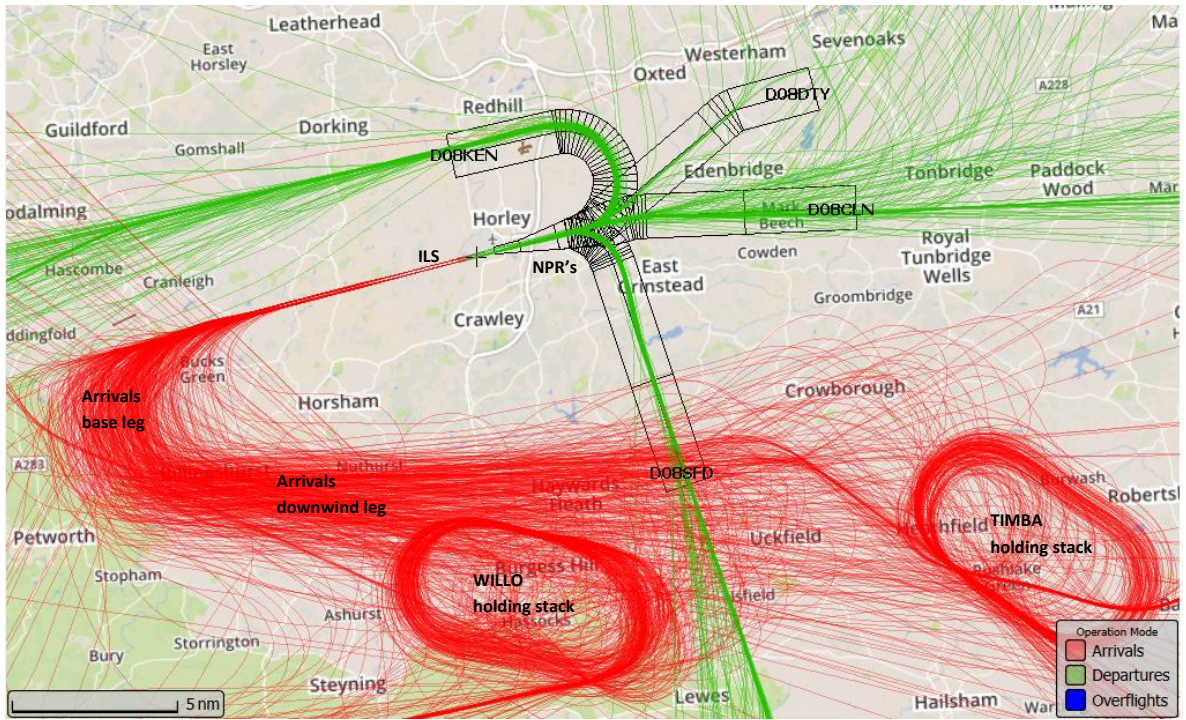 Leatherhead
East
Horsley
Westerham
Sevenoaks
Oxted
Redhill
D08DTY
A228
Guildford
Dorking
Gomshall
D08KEN
Edenbridge
Tonbridge
Paddock
Wood
odalming
Horley
Mark
Beech
D08CLN
ILS
NPR's
Cowden
Royal
Tunbridge
Wells
Hascombe
Cranleigh
East
Grinstead
Groombridge
Crawley
A21
ddingfold
Bucks
Green
Horsham
Crowborough
Arrivals
base leg
A283
Nuthurst
D08SFD
Arrivals
downwind leg
Haywards
Heath
Burwash
Robertsb
Petworth
Uckfield
Heathfield
TIMBA
holding stack
Stopham
Burgess Hill
WILLO
holding stack
Hassocks
Isfield
Ashurst
Storrington
Bury
Steyning
Lewes
Hailsham
Operation Mode
Arrivals
Departures
Overflights
5 nm